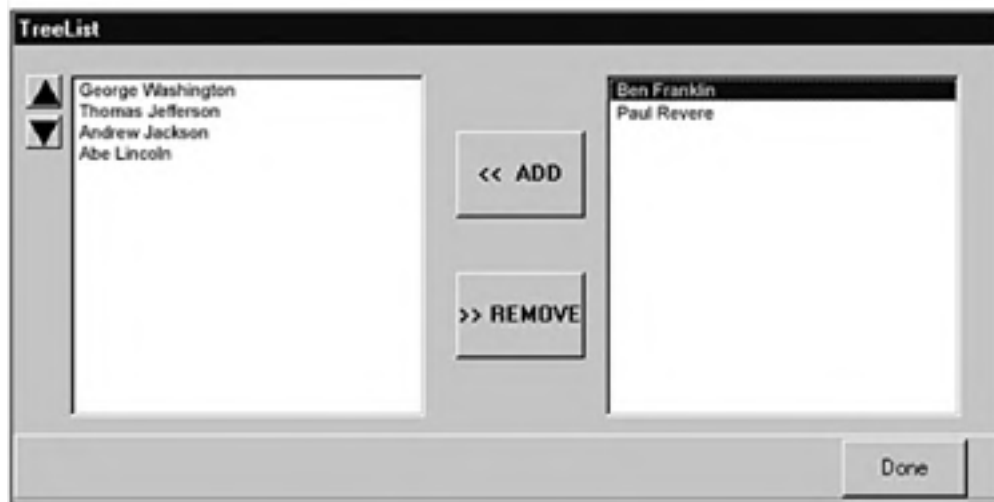 TreeList
George Washington
Thomas Jefferson
Andrew Jackson
Abe Lincoln
<< ADD
>> REMOVE
Ben Franklin
Paul Revere
Done